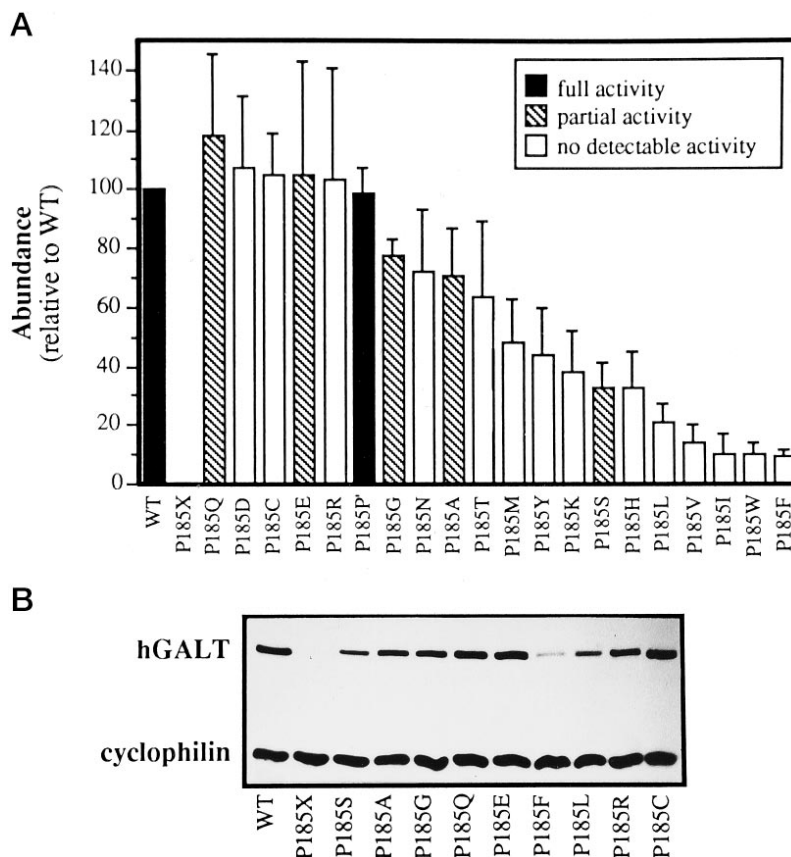 A
Abundance
(relative to WT)
140
120
100
80
60
40
20
0
full activity
partial activity
no detectable activity
WT
P185X
P185Q
P185D
P185C
P185E
P185R
P185P'
P185G
P185N
P185A
P185T
P185M
P185Y
P185K
P185S
P185H
P185L
P185V
P185I
P185W
P185F
B
hGALT
cyclophilin
WT
P185X
P185S
P185A
P185G
P185Q
P185E
P185F
P185L
P185R
P185C